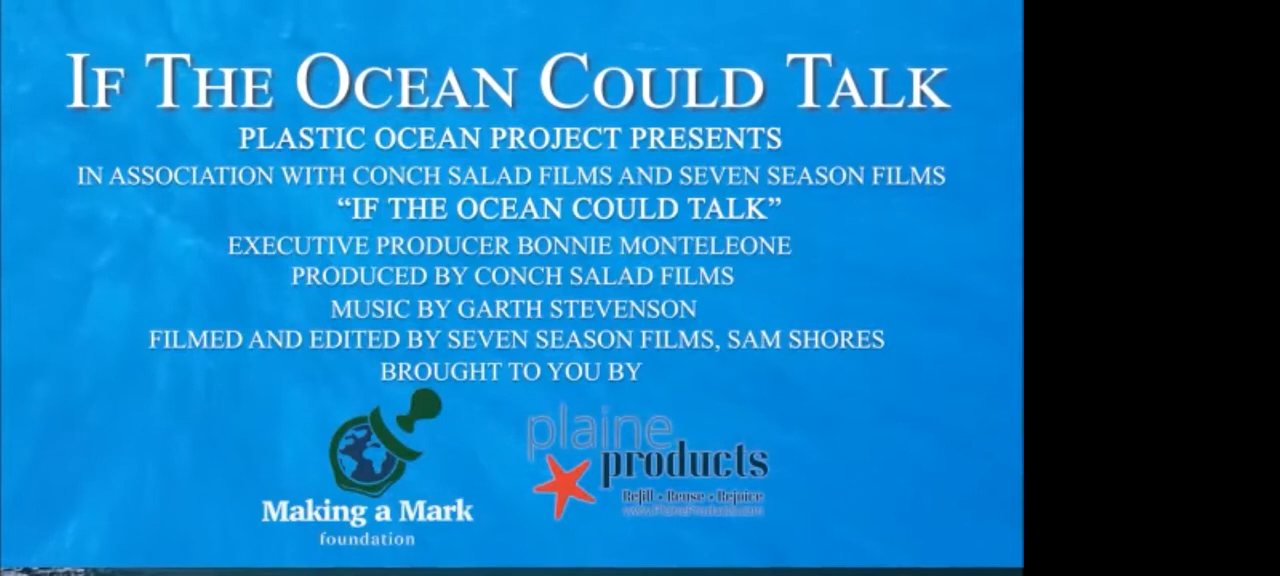 IF THE OCEAN COULD TALK
PLASTIC OCEAN PROJECT PRESENTS
IN ASSOCIATION WITH CONCH SALAD FILMS AND SEVEN SEASON FILMS
“IF THE OCEAN COULD TALK”
EXECUTIVE PRODUCER BONNIE MONTELEONE
PRODUCED BY CONCH SALAD FILMS
MUSIC BY GARTH STEVENSON
FILMED AND EDITED BY SEVEN SEASON FILMS, SAM SHORES
BROUGHT TO YOU BY
Making a Mark
foundation
plaine
products
Refill • Reuse • Rejoice
www.PlaineProducts.com